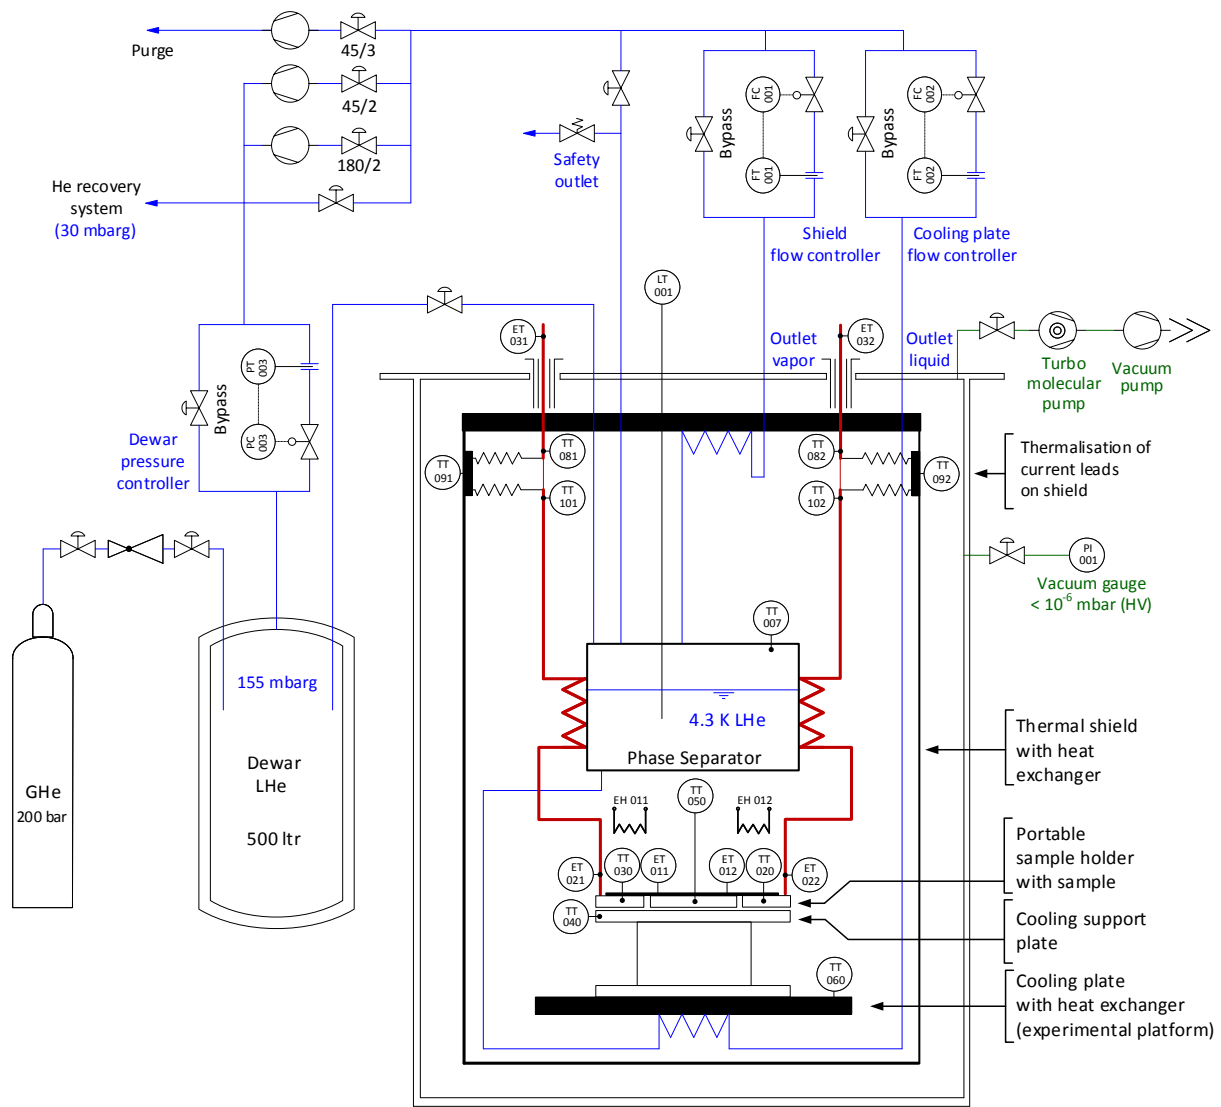 Purge
45/3
45/2
180/2
He recovery
system
(30 mbarg)
Safety
outlet
Bypass
FC
001
FT
001
Bypass
FC
002
FT
002
Shield
flow controller
Cooling plate
flow controller
LT
001
ET
031
ET
032
Outlet
vapor
Outlet
liquid
Turbo
molecular
pump
Vacuum
pump
PT
003
PC
003
Bypass
Dewar
pressure
controller
TT
081
TT
082
TT
091
TT
092
TT
101
TT
102
Thermalisation of
current leads
on shield
PI
001
Vacuum gauge
< 10-6 mbar (HV)
TT
007
155 mbarg
4.3 K LHe
Phase Separator
Dewar
LHe
500 ltr
GHe
200 bar
Thermal shield
with heat
exchanger
EH 011
TT
050
EH 012
ET
021
TT
030
ET
011
ET
012
TT
020
ET
022
Portable
sample holder
with sample
TT
040
Cooling support
plate
TT
060
Cooling plate
with heat exchanger
(experimental platform)